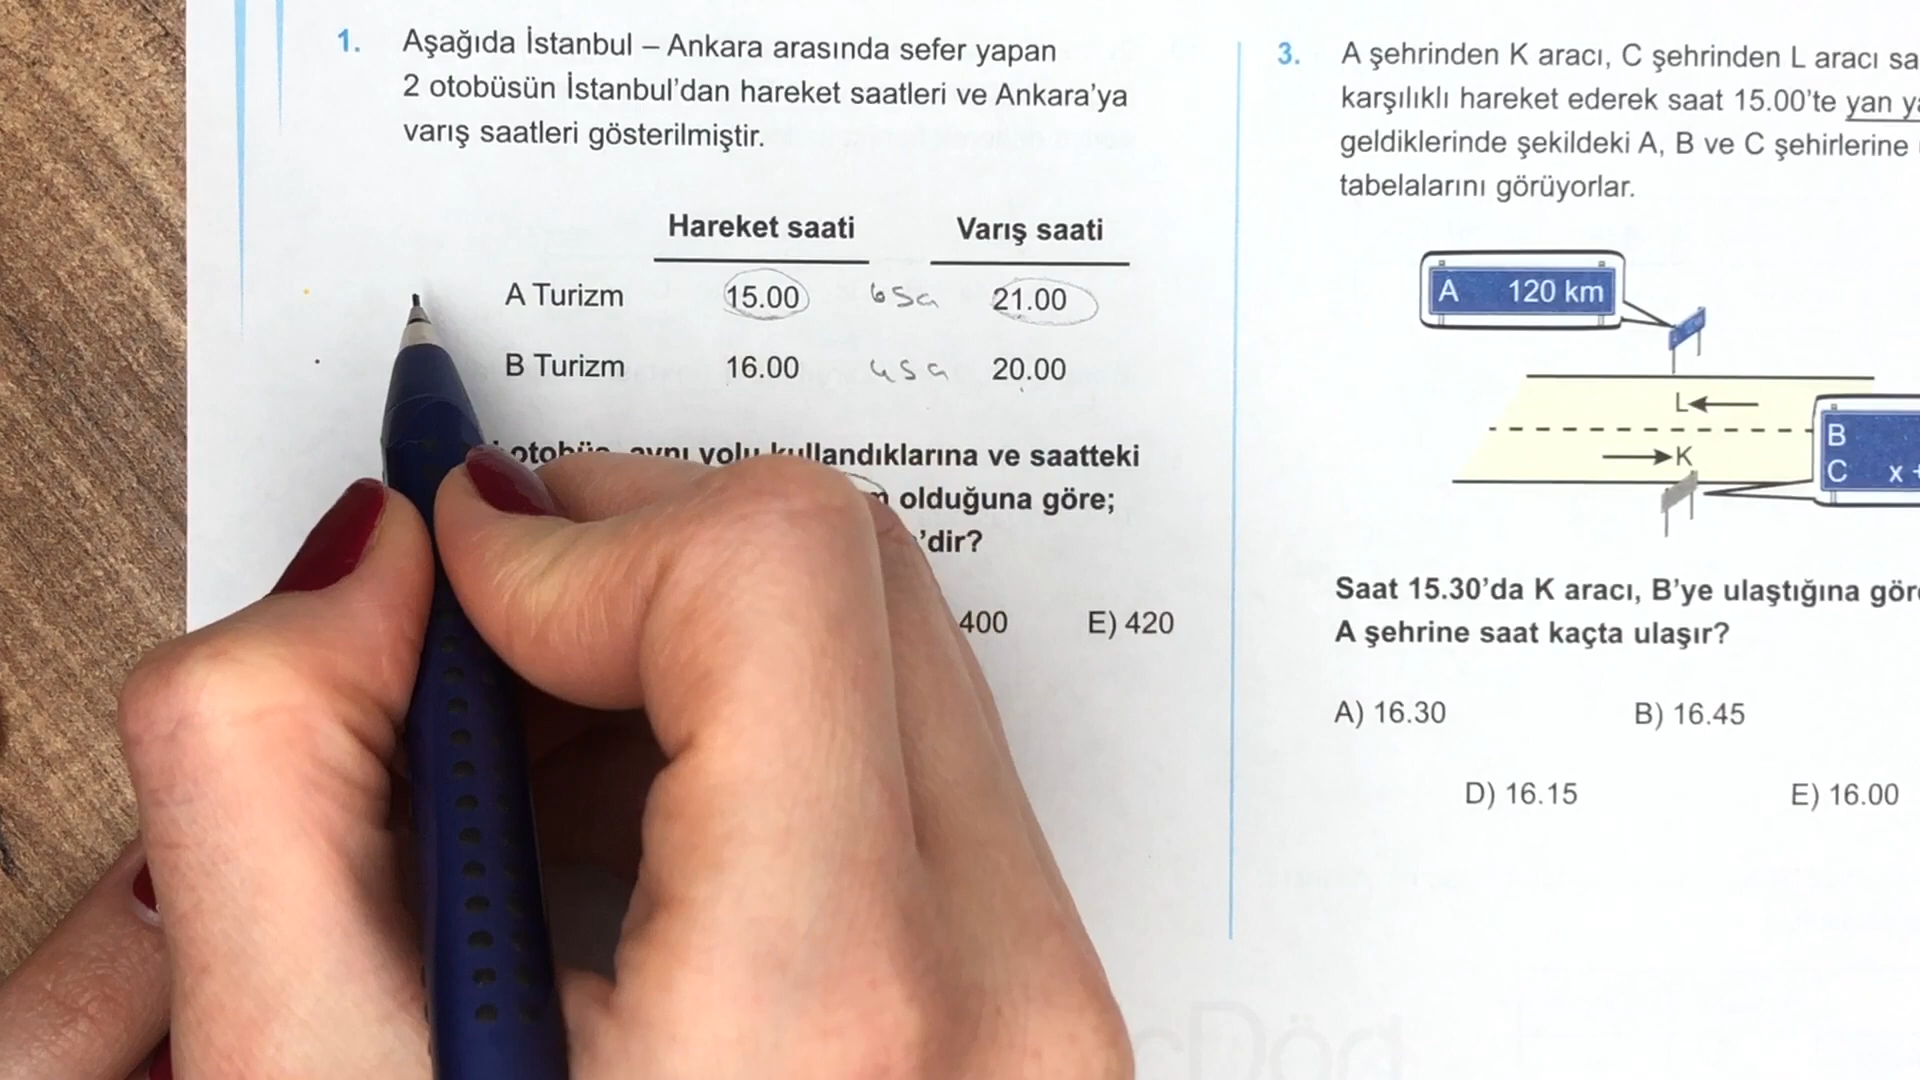 1. Aşağıda İstanbul – Ankara arasında sefer yapan
2 otobüsün İstanbul'dan hareket saatleri ve Ankara'ya
varış saatleri gösterilmiştir.
Hareket saati Varış saati
A Turizm 15.00 6 sa 21.00
B Turizm 16.00 4 sa 20.00
aynı yolu kullandıklarına ve saatteki
olduğuna göre;
'dir?
400 E) 420
3. A şehrinden K aracı, C şehrinden L aracı sa
karşılıklı hareket ederek saat 15.00'te yan
geldiklerinde şekildeki A, B ve C şehirlerine
tabelalarını görüyorlar.
A 120 km
L
K
B
C x
Saat 15.30'da K aracı, B'ye ulaştığına gör
A şehrine saat kaçta ulaşır?
A) 16.30 B) 16.45
D) 16.15 E) 16.00